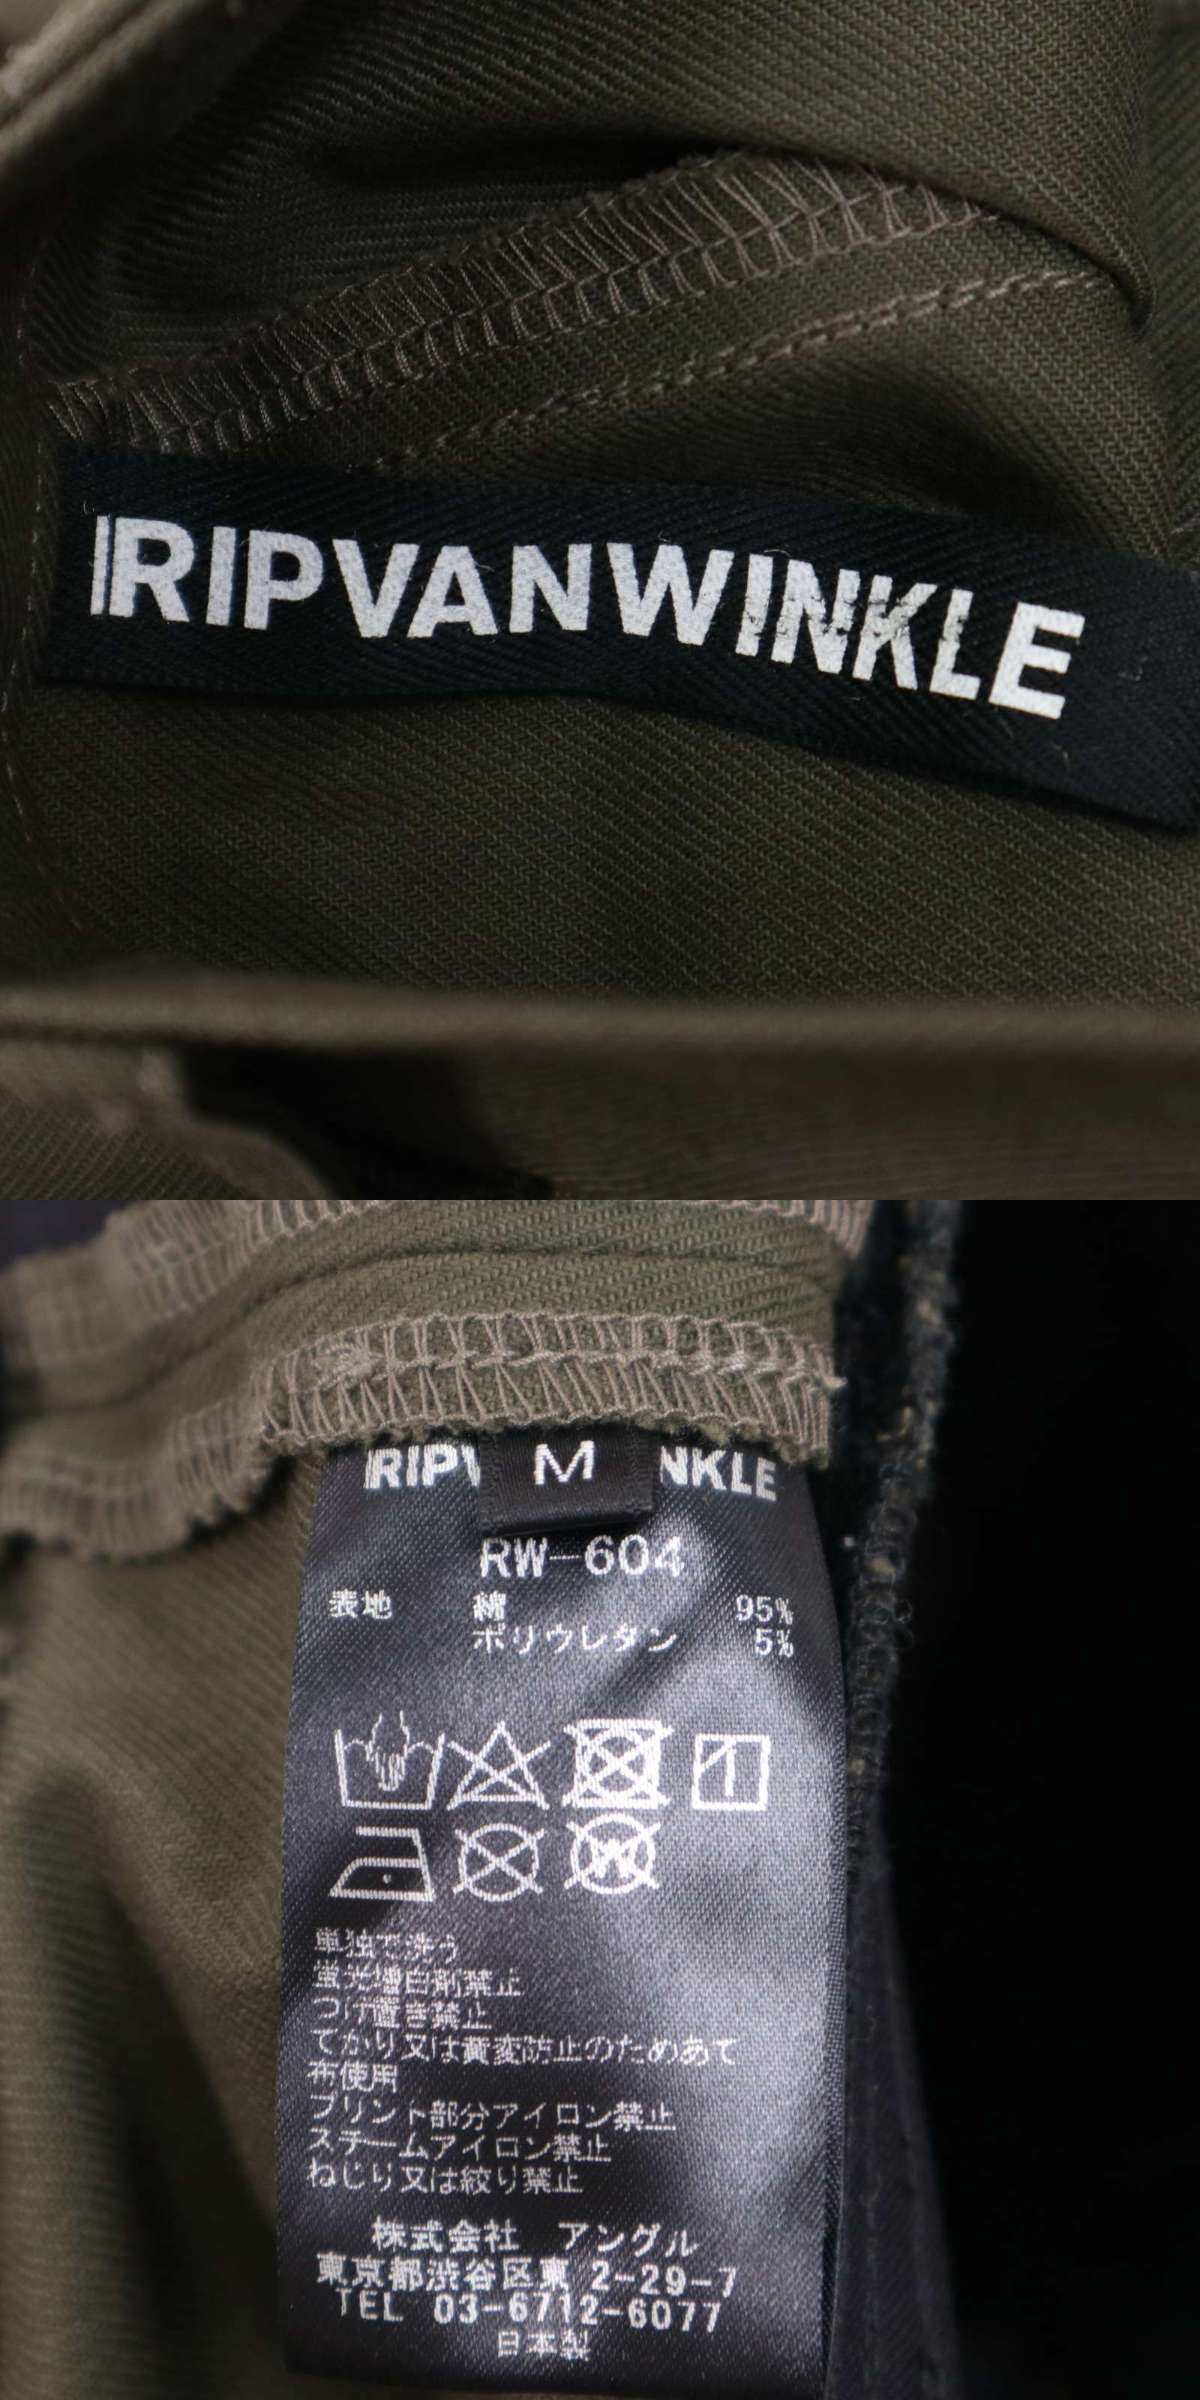 RIPVANWINKLE
RIPV NKLE
M
RW-604
表地 綿 95%
ポリウレタン 5%
W
単独で洗う
蛍光増白剤禁止
つけ置き禁止
てかり又は黄変防止のためあて
布使用
プリント部分アイロン禁止
スチームアイロン禁止
ねじり又は絞り禁止
株式会社 アングル
東京都渋谷区東 2-29-7
TEL 03-6712-6077
日本製